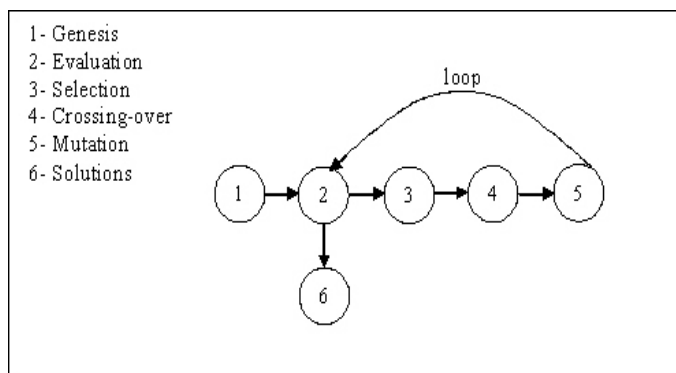 1- Genesis
2- Evaluation
3- Selection
4- Crossing-over
5- Mutation
6- Solutions
loop
1
2
3
4
5
6